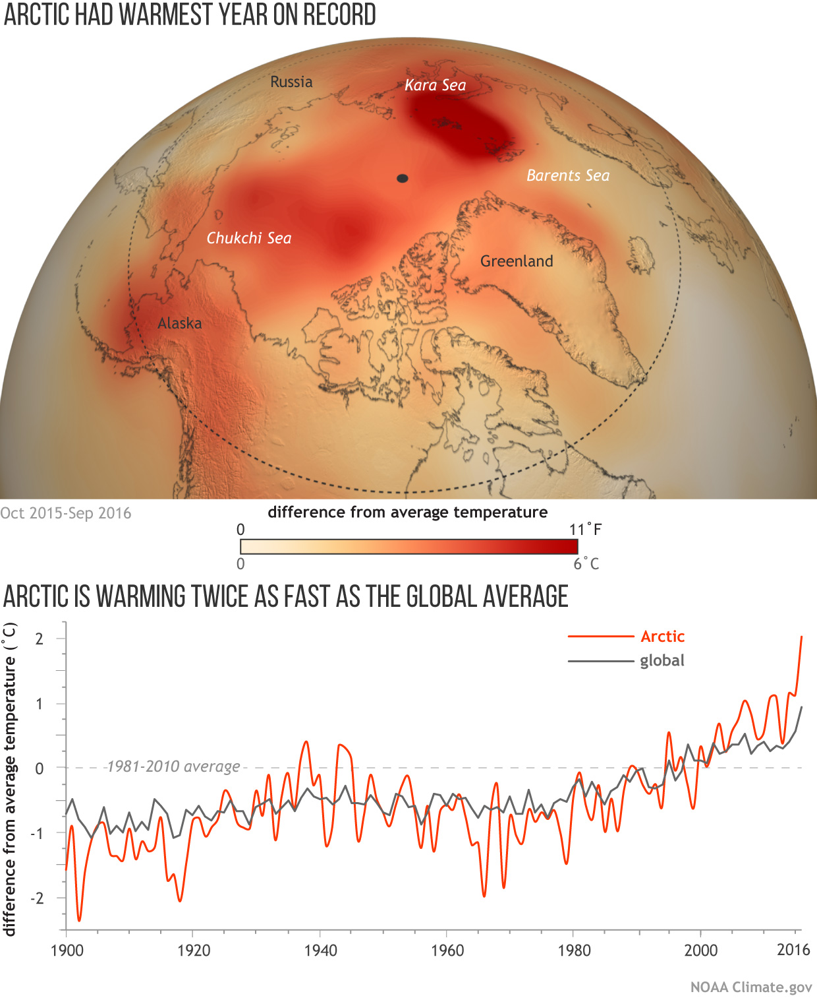 ARCTIC HAD WARMEST YEAR ON RECORD
Russia
Kara Sea
Barents Sea
Chukchi Sea
Greenland
Alaska
Oct 2015-Sep 2016
difference from average temperature
0 11°F
0 6°C
ARCTIC IS WARMING TWICE AS FAST AS THE GLOBAL AVERAGE
difference from average temperature (°C)
Arctic
global
2
1
0
1981-2010 average
-1
-2
1900 1920 1940 1960 1980 2000 2016
NOAA Climate.gov